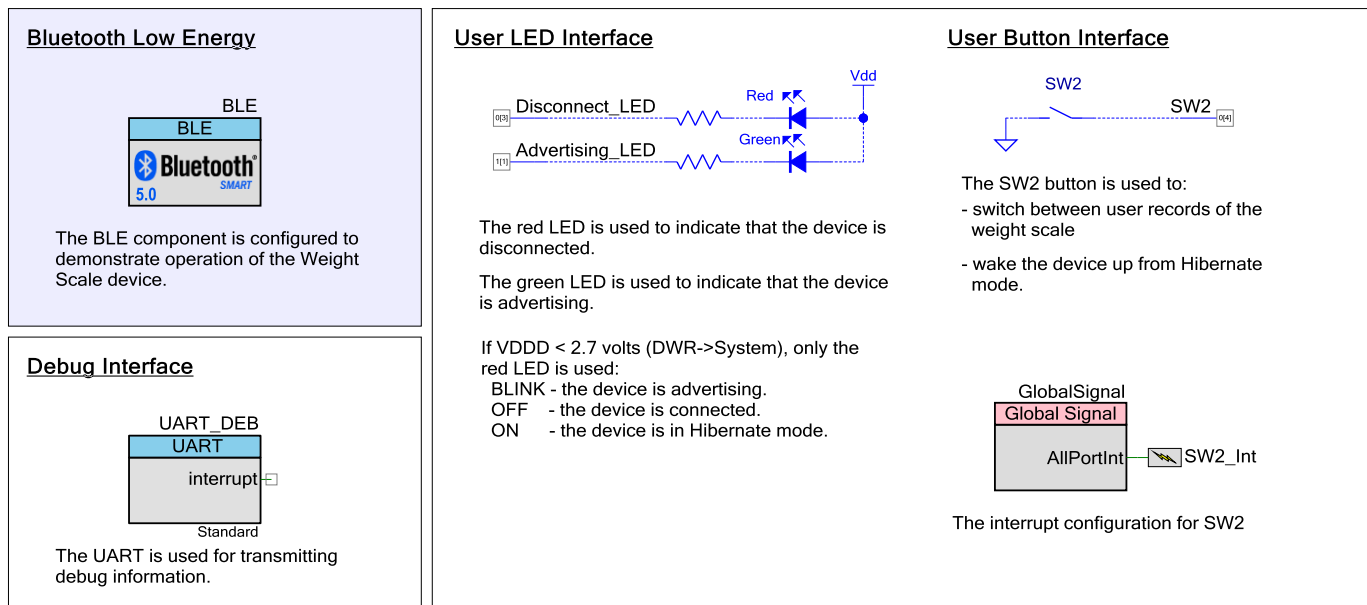 Bluetooth Low Energy
BLE
BLE
Bluetooth®
SMART
5.0
The BLE component is configured to
demonstrate operation of the Weight
Scale device.
Debug Interface
UART_DEB
UART
interrupt
Standard
The UART is used for transmitting
debug information.
User LED Interface
Vdd
Red
Disconnect_LED
0[3]
Green
Advertising_LED
1[1]
The red LED is used to indicate that the device is
disconnected.
The green LED is used to indicate that the device
is advertising.
If VDDD < 2.7 volts (DWR->System), only the
red LED is used:
BLINK - the device is advertising.
OFF - the device is connected.
ON - the device is in Hibernate mode.
User Button Interface
SW2
SW2
0[4]
The SW2 button is used to:
- switch between user records of the
weight scale
- wake the device up from Hibernate
mode.
GlobalSignal
Global Signal
AllPortInt
SW2_Int
The interrupt configuration for SW2